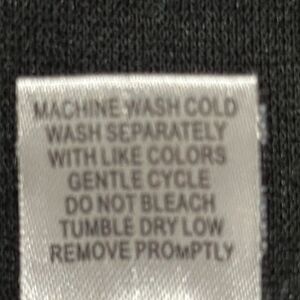 MACHINE WASH COLD
WASH SEPARATELY
WITH LIKE COLORS
GENTLE CYCLE
DO NOT BLEACH
TUMBLE DRY LOW
REMOVE PROMPTLY